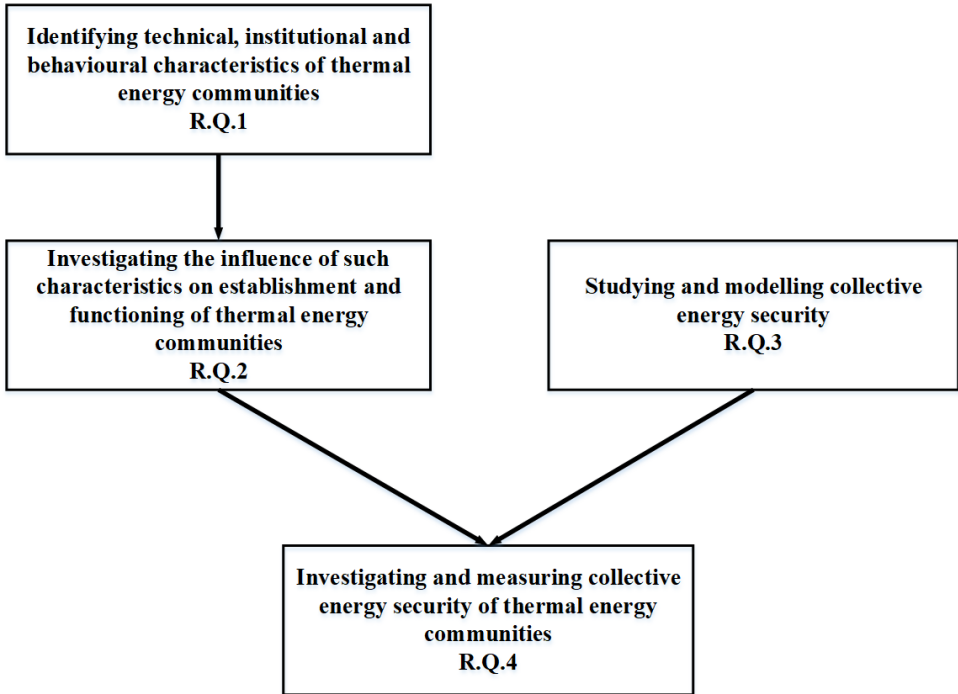 Identifying technical, institutional and
behavioural characteristics of thermal
energy communities
R.Q.1
Investigating the influence of such
characteristics on establishment and
functioning of thermal energy
communities
R.Q.2
Studying and modelling collective
energy security
R.Q.3
Investigating and measuring collective
energy security of thermal energy
communities
R.Q.4